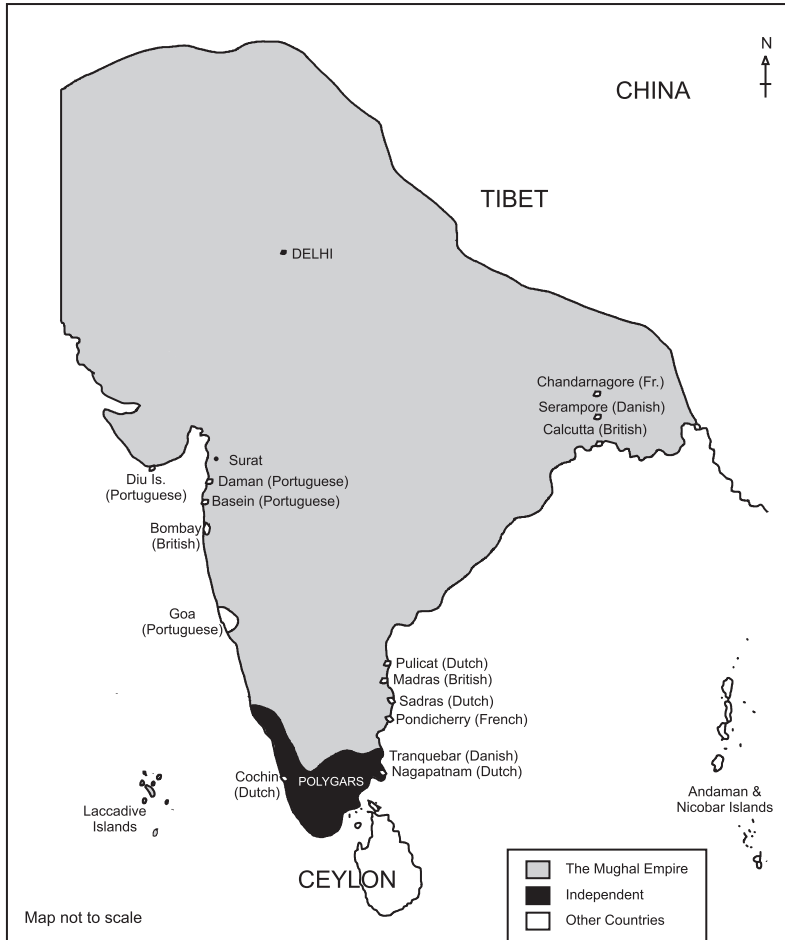 N
CHINA
TIBET
DELHI
Chandarnagore (Fr.)
Serampore (Danish)
Calcutta (British)
Surat
Diu Is.
(Portuguese)
Daman (Portuguese)
Basein (Portuguese)
Bombay
(British)
Goa
(Portuguese)
Pulicat (Dutch)
Madras (British)
Sadras (Dutch)
Pondicherry (French)
Tranquebar (Danish)
Nagapatnam (Dutch)
Cochin
(Dutch)
POLYGARS
Laccadive
Islands
Andaman &
Nicobar Islands
CEYLON
The Mughal Empire
Independent
Other Countries
Map not to scale